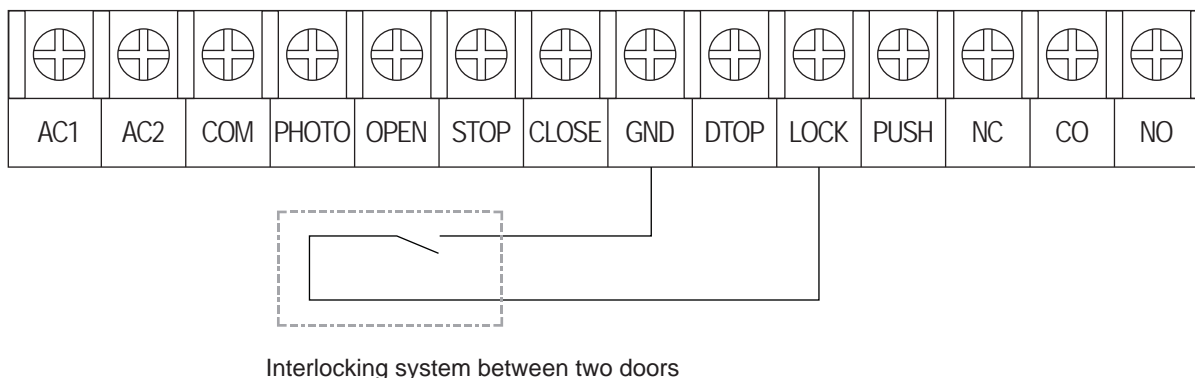 AC1 AC2 COM PHOTO OPEN STOP CLOSE GND DTOP LOCK PUSH NC CO NO
Interlocking system between two doors